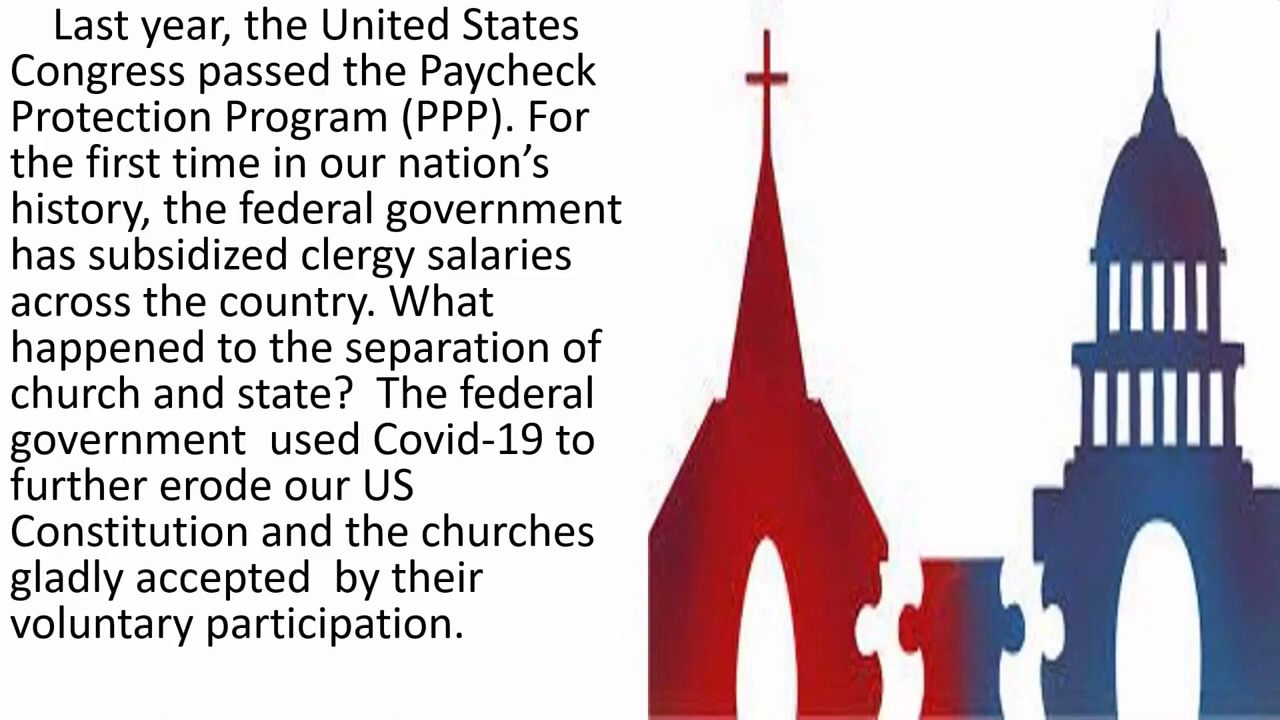 Last year, the United States
Congress passed the Paycheck
Protection Program (PPP). For
the first time in our nation’s
history, the federal government
has subsidized clergy salaries
across the country. What
happened to the separation of
church and state?  The federal
government  used Covid-19 to
further erode our US
Constitution and the churches
gladly accepted  by their
voluntary participation.